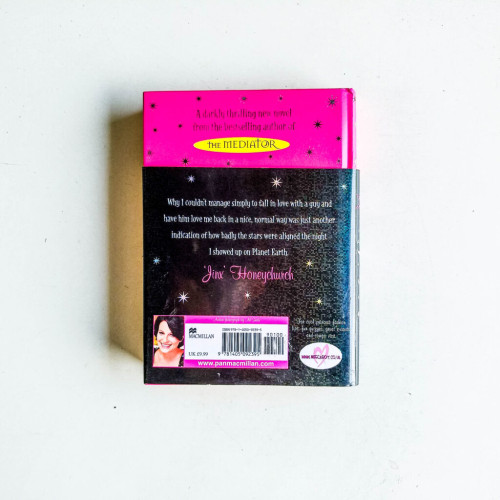 A darkly thrilling new novel
from the bestselling author of
THE MEDIATOR
Why I couldn't manage simply to fall in love with a guy and
have him love me back in a nice, normal way was just another
indication of how badly the stars were aligned the night
I showed up on Planet Earth.
'Jinx' Honeychurch
MACMILLAN
UK £9.99
90100
www.panmacmillan.com